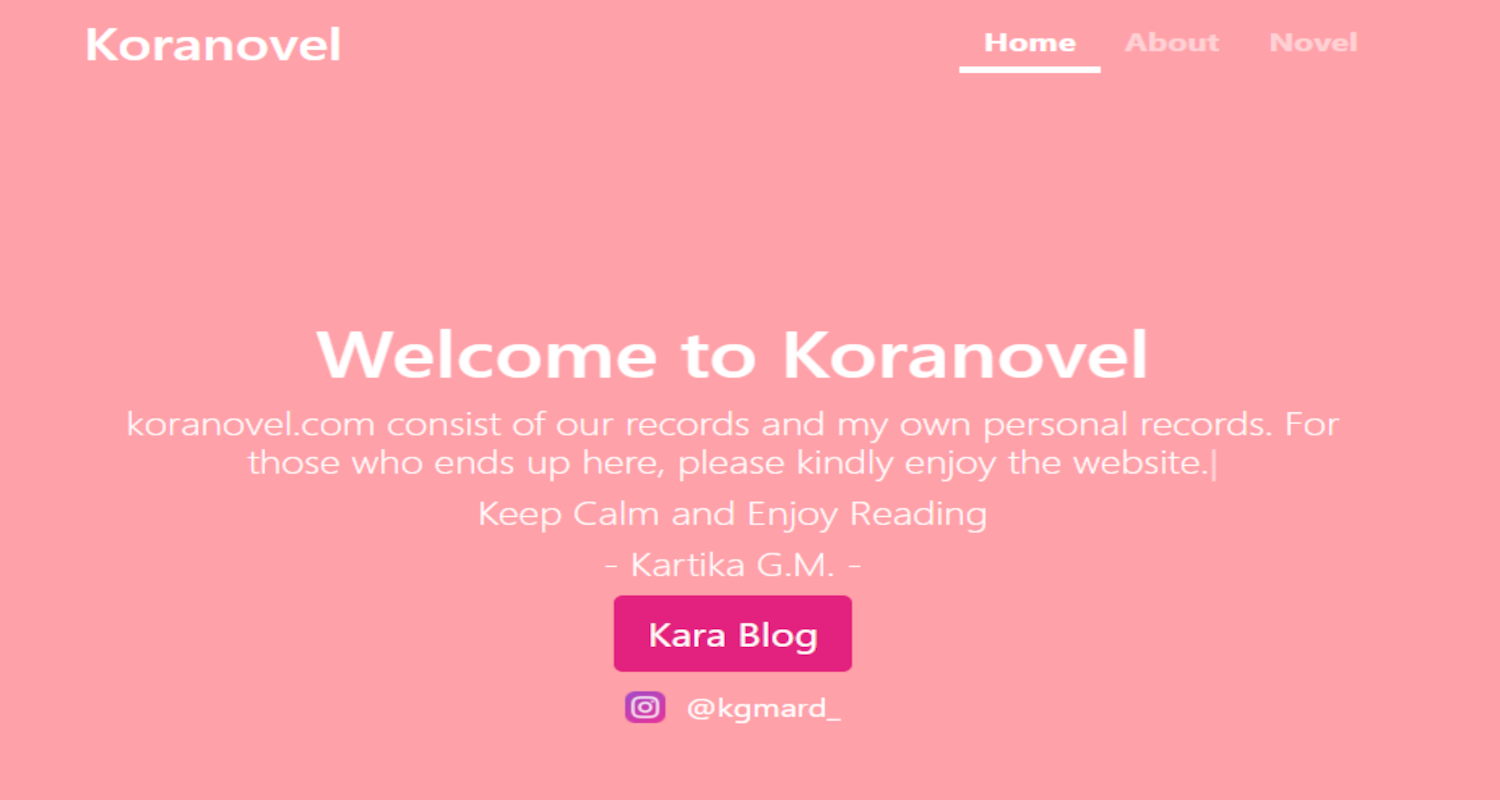 Koranovel
Home About Novel
Welcome to Koranovel
koranovel.com consist of our records and my own personal records. For
those who ends up here, please kindly enjoy the website.|
Keep Calm and Enjoy Reading
- Kartika G.M. -
Kara Blog
@kgmard_